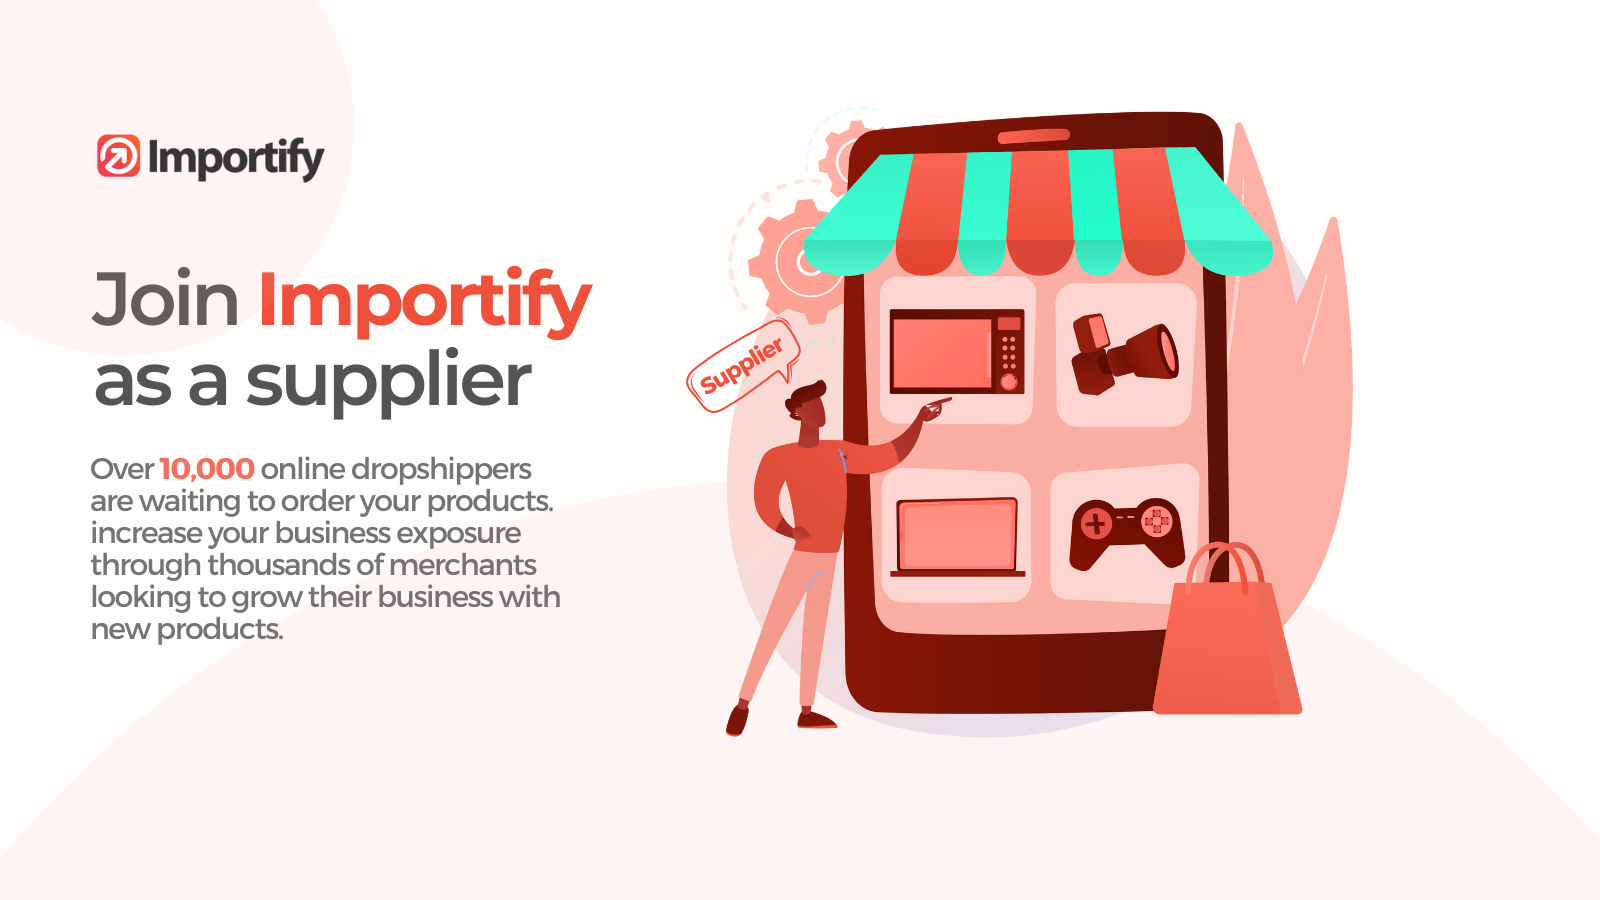 Importify
Join Importify
as a supplier
Over 10,000 online dropshippers
are waiting to order your products.
increase your business exposure
through thousands of merchants
looking to grow their business with
new products.
Supplier